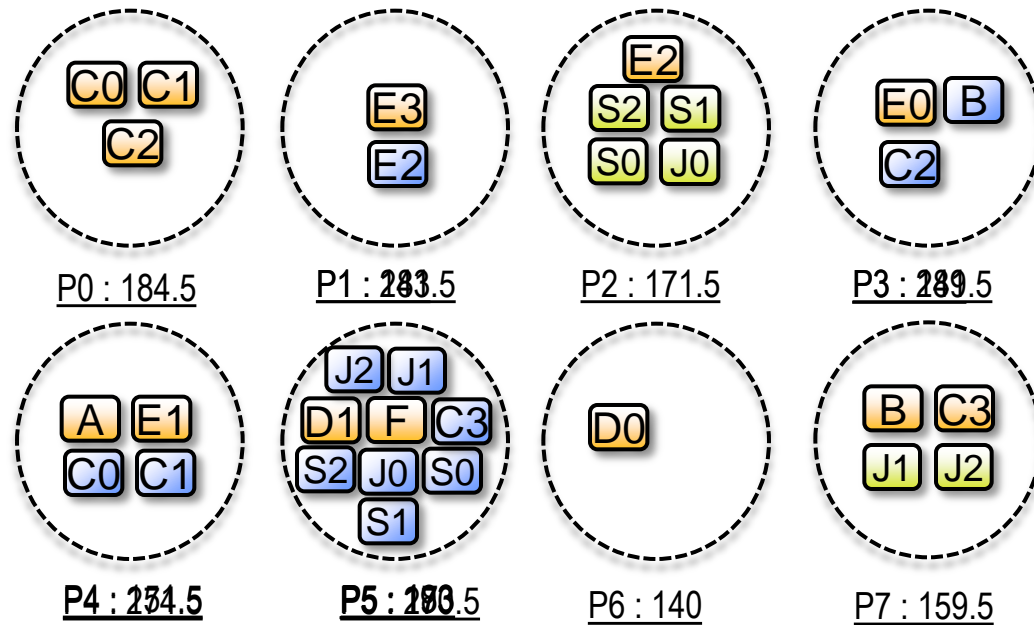 C0 C1
C2
P0 : 184.5
E3
E2
P1 :
E2
S2 S1
S0 J0
P2 : 171.5
E0 B
C2
P3 :
A E1
C0 C1
P4 :
J2 J1
D1 F C3
S2 J0 S0
S1
P5 :
D0
P6 : 140
B C3
J1 J2
P7 : 159.5